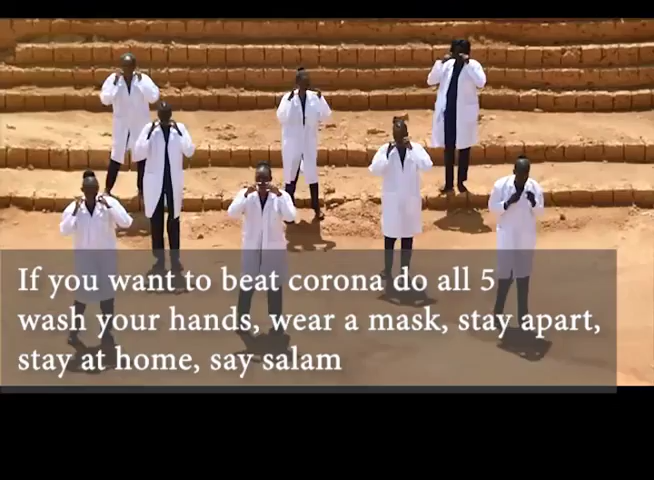 If you want to beat corona do all 5
wash your hands, wear a mask, stay apart,
stay at home, say salam